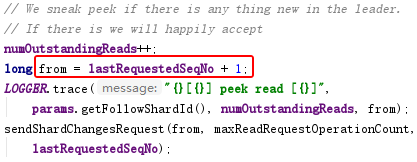 // We sneak peek if there is any thing new in the leader.
// If there is we will happily accept
numOutstandingReads++;
long from = lastRequestedSeqNo + 1;
LOGGER.trace( message: "{}[{}] peek read [{}]",
params.getFollowShardId(), numOutstandingReads, from);
sendShardChangesRequest(from, maxReadRequestOperationCount,
lastRequestedSeqNo);